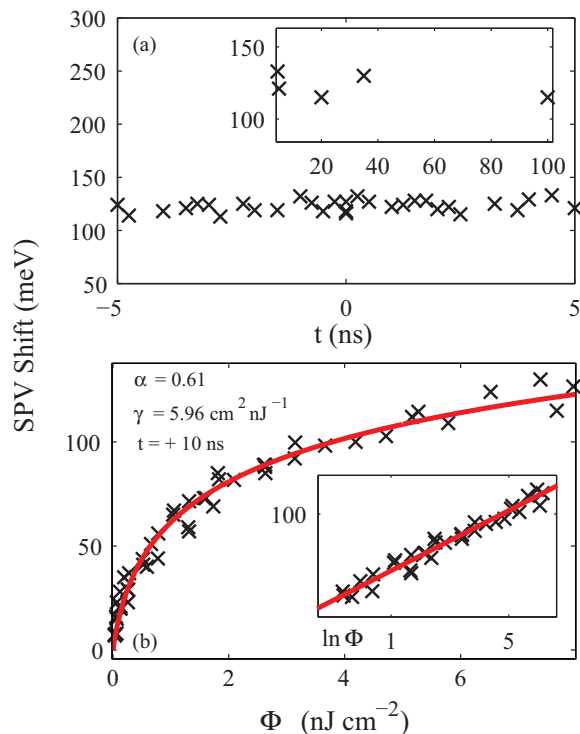 300
250
200
150
100
50
(a)
150
100
20 40 60 80 100
−5 0 5
t (ns)
SPV Shift (meV)
α = 0.61
γ = 5.96 cm² nJ⁻¹
t = + 10 ns
100
50
0
(b)
100
ln Φ 1 5
0 2 4 6
Φ (nJ cm⁻²)